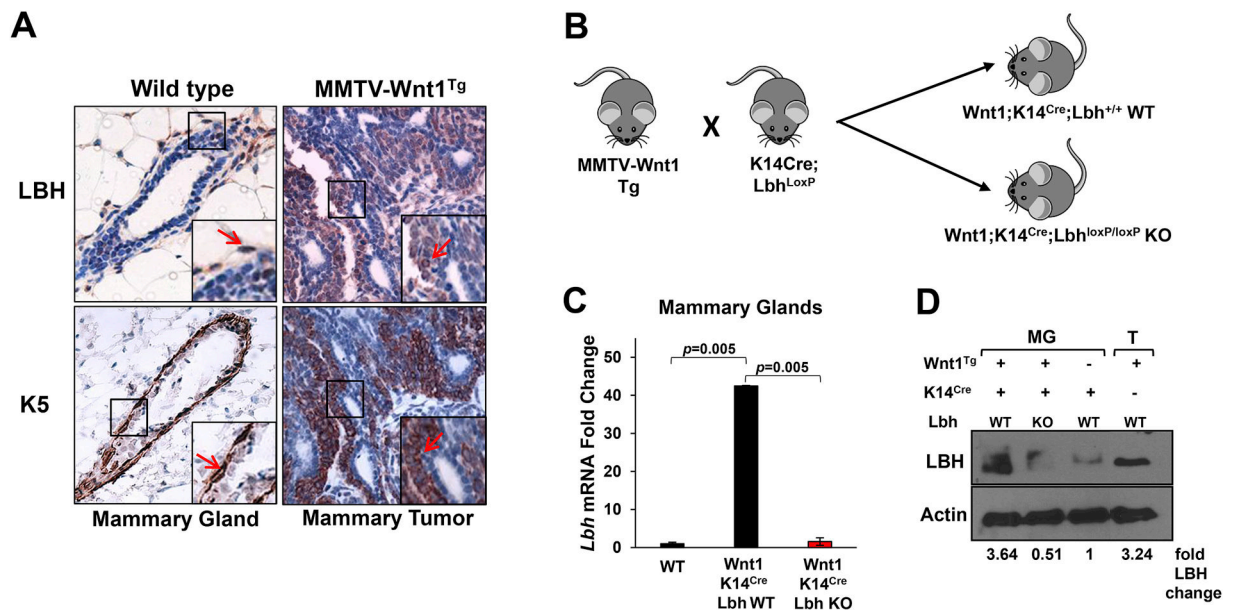 A
Wild type
MMTV-Wnt1Tg
LBH
K5
Mammary Gland
Mammary Tumor
B
X
MMTV-Wnt1
Tg
K14Cre;
LbhLoxP
Wnt1;K14Cre;Lbh+/+ WT
Wnt1;K14Cre;LbhloxP/loxP KO
C
Mammary Glands
Lbh mRNA Fold Change
50
40
30
20
10
0
p=0.005
p=0.005
WT
Wnt1
K14Cre
Lbh WT
Wnt1
K14Cre
Lbh KO
D
MG T
Wnt1Tg + + - +
K14Cre + + + -
Lbh WT KO WT WT
LBH
Actin
3.64 0.51 1 3.24 fold
LBH
change